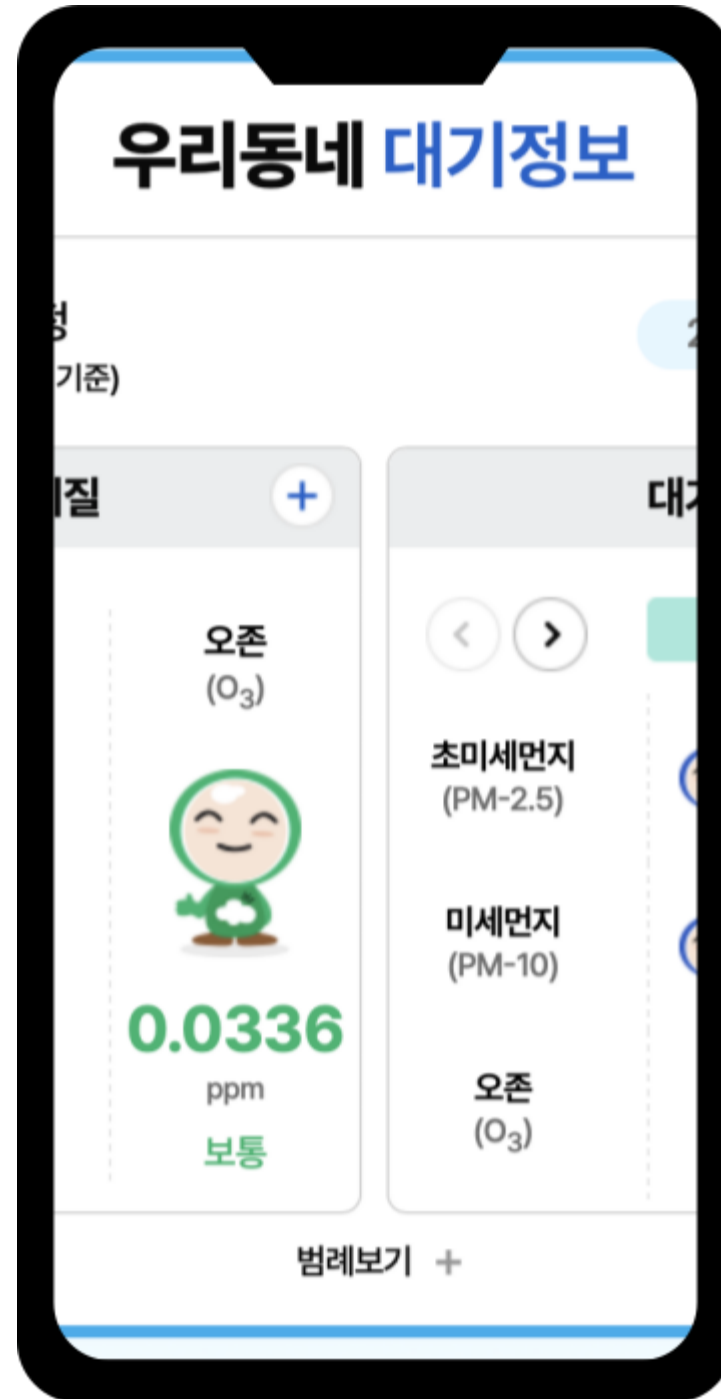 우리동네 대기정보
기준)
오존
(O3)
0.0336
ppm
보통
초미세먼지
(PM-2.5)
미세먼지
(PM-10)
오존
(O3)
범례보기 +